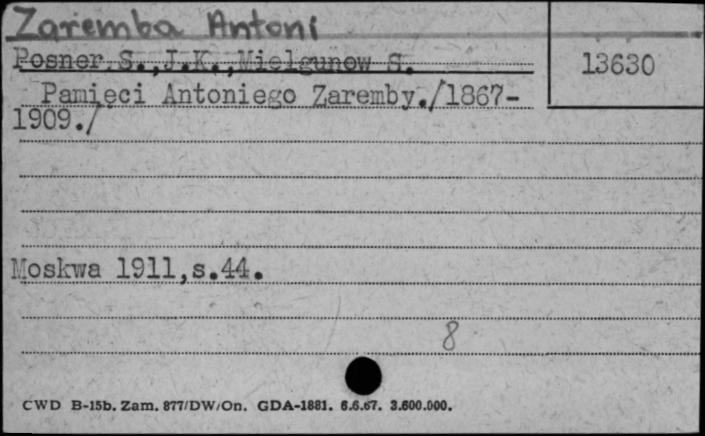 Zaremba Antoni
Posner S., J.K., Mielgunow S.
13630
Pamięci Antoniego Zaremby./1867-
1909./
Moskwa 1911,s.44.
8
CWD B-15b. Zam. 877/DW/On. GDA-1881. 6.6.67. 3.600.000.